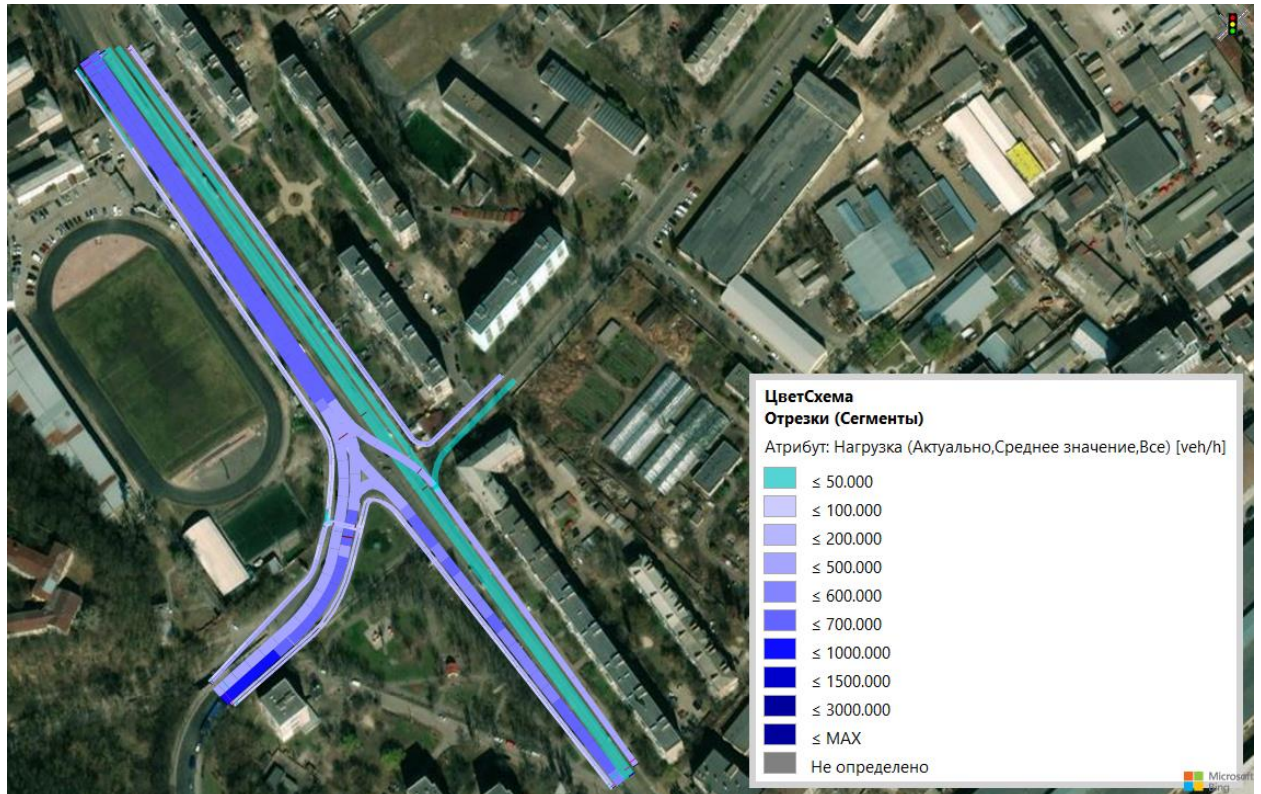 ЦветСхема
Отрезки (Сегменты)
Атрибут: Нагрузка (Актуально,Среднее значение,Все) [veh/h]
≤ 50.000
≤ 100.000
≤ 200.000
≤ 500.000
≤ 600.000
≤ 700.000
≤ 1000.000
≤ 1500.000
≤ 3000.000
≤ MAX
Не определено
Microsoft
Bing